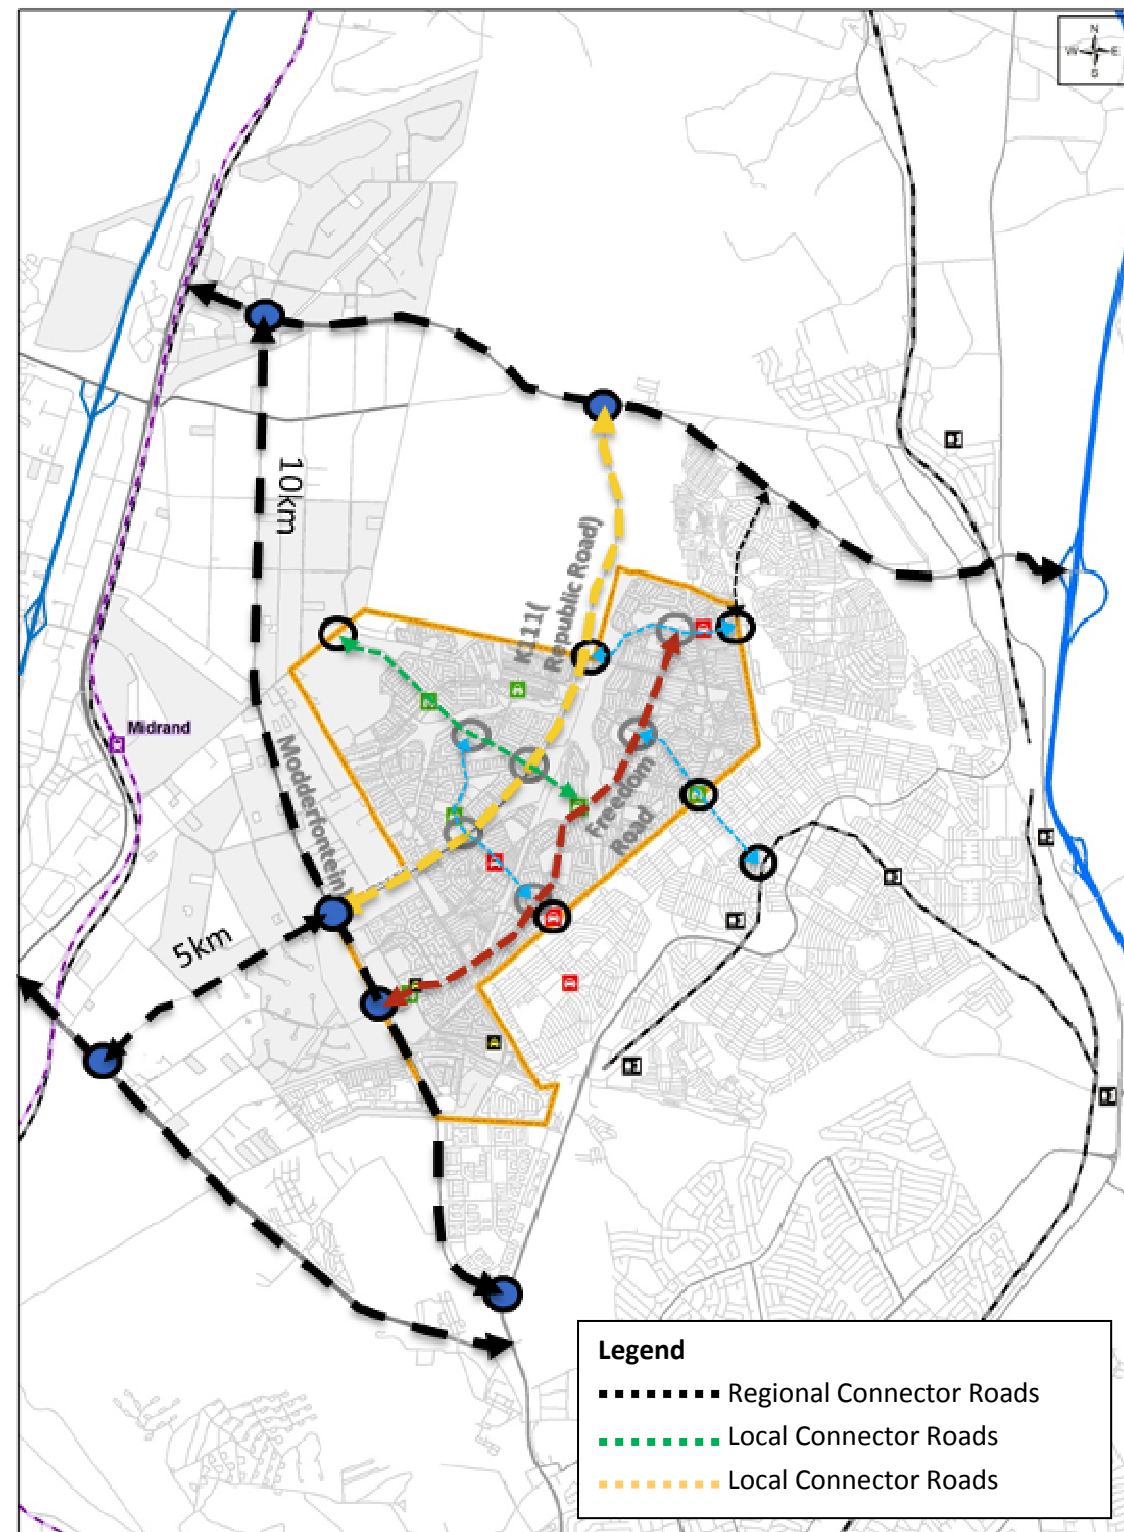 N
W E
S
10km
K111(
Republic Road)
Midrand
Modderfontein
Freedom
Road
5km
Legend
Regional Connector Roads
Local Connector Roads
Local Connector Roads